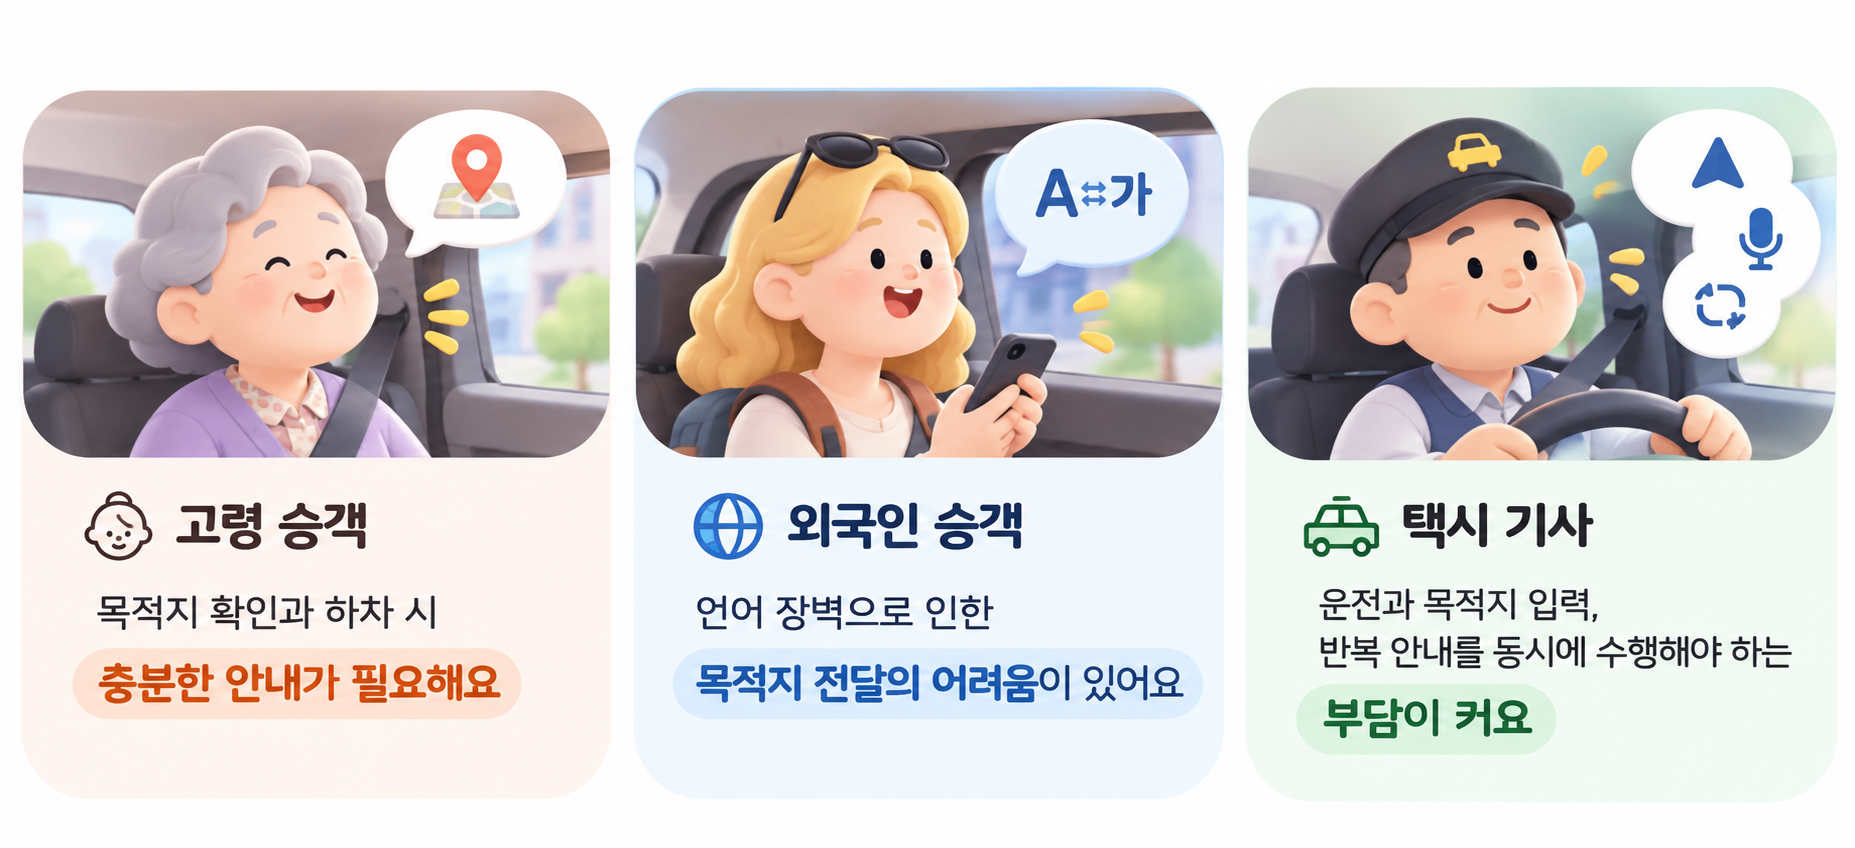 A⇔가
고령 승객
목적지 확인과 하차 시
충분한 안내가 필요해요
외국인 승객
언어 장벽으로 인한
목적지 전달의 어려움이 있어요
택시 기사
운전과 목적지 입력,
반복 안내를 동시에 수행해야 하는
부담이 커요